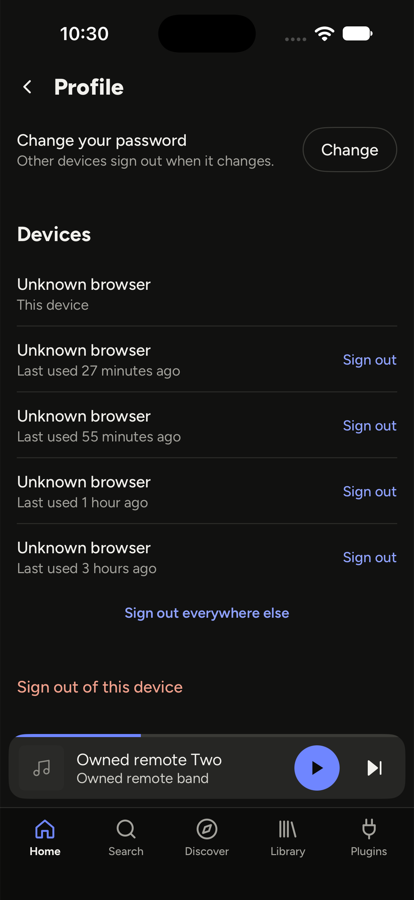 10:30
Profile
Change your password
Other devices sign out when it changes.
Change
Devices
Unknown browser
This device
Unknown browser
Last used 27 minutes ago
Sign out
Unknown browser
Last used 55 minutes ago
Sign out
Unknown browser
Last used 1 hour ago
Sign out
Unknown browser
Last used 3 hours ago
Sign out
Sign out everywhere else
Sign out of this device
Owned remote Two
Owned remote band
Home
Search
Discover
Library
Plugins